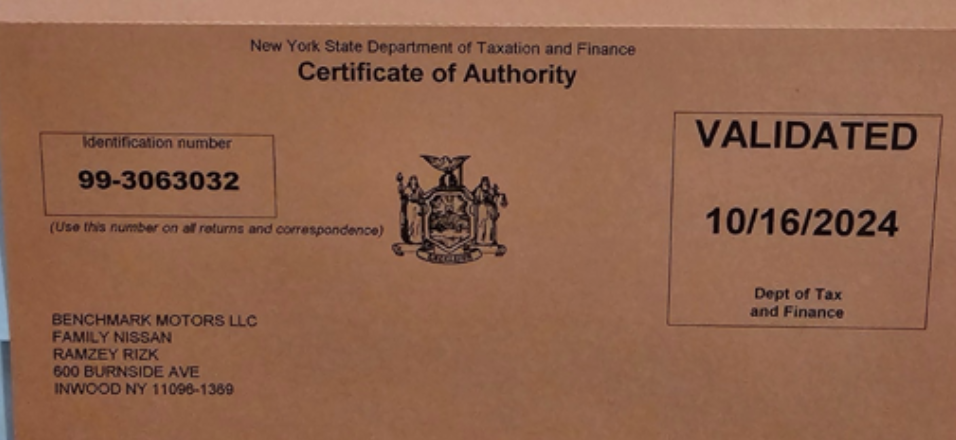 New York State Department of Taxation and Finance
Certificate of Authority
Identification number
99-3063032
(Use this number on all returns and correspondence)
VALIDATED
10/16/2024
Dept of Tax
and Finance
EXCELSIOR
BENCHMARK MOTORS LLC
FAMILY NISSAN
RAMZEY RIZK
600 BURNSIDE AVE
INWOOD NY 11096-1369